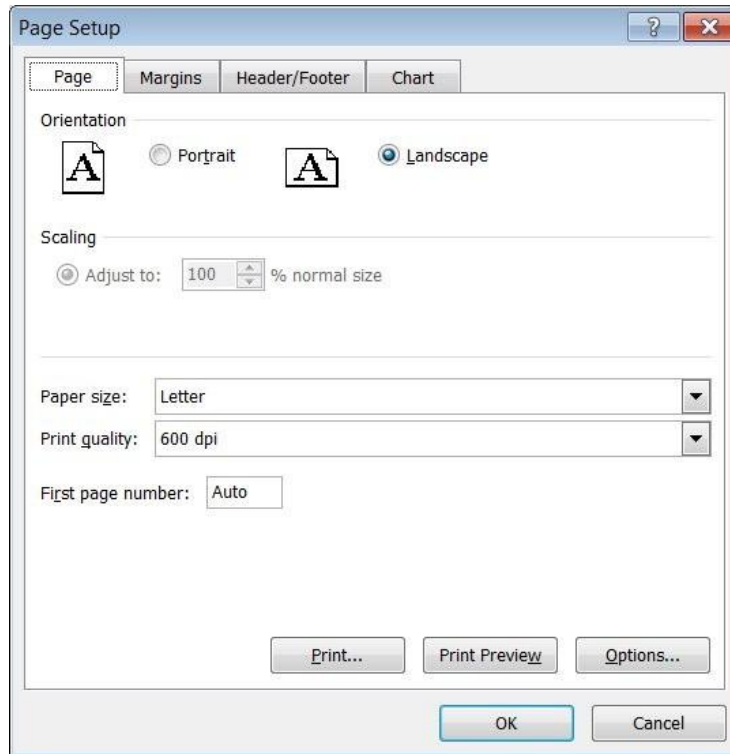 Page Setup
Page Margins Header/Footer Chart
Orientation
A Portrait A Landscape
Scaling
Adjust to: 100 % normal size
Paper size: Letter
Print quality: 600 dpi
First page number: Auto
Print... Print Preview Options...
OK Cancel